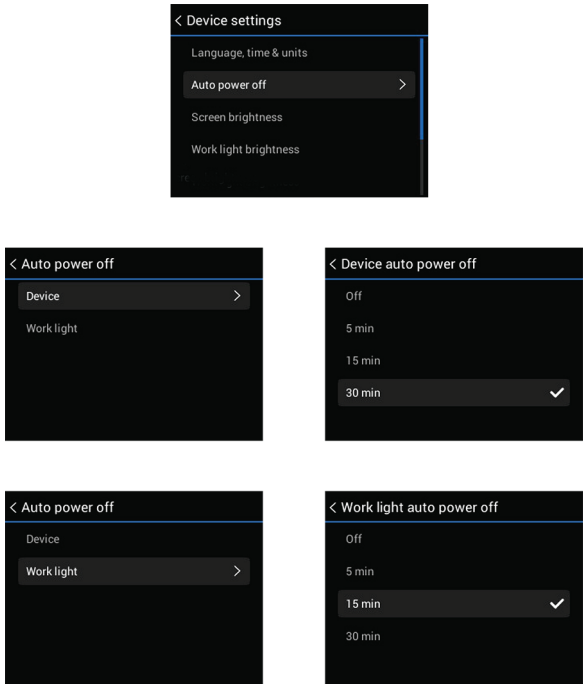 Device settings
Language, time & units
Auto power off
Screen brightness
Work light brightness
Auto power off
Device
Work light
Device auto power off
Off
5 min
15 min
30 min
Auto power off
Device
Work light
Work light auto power off
Off
5 min
15 min
30 min